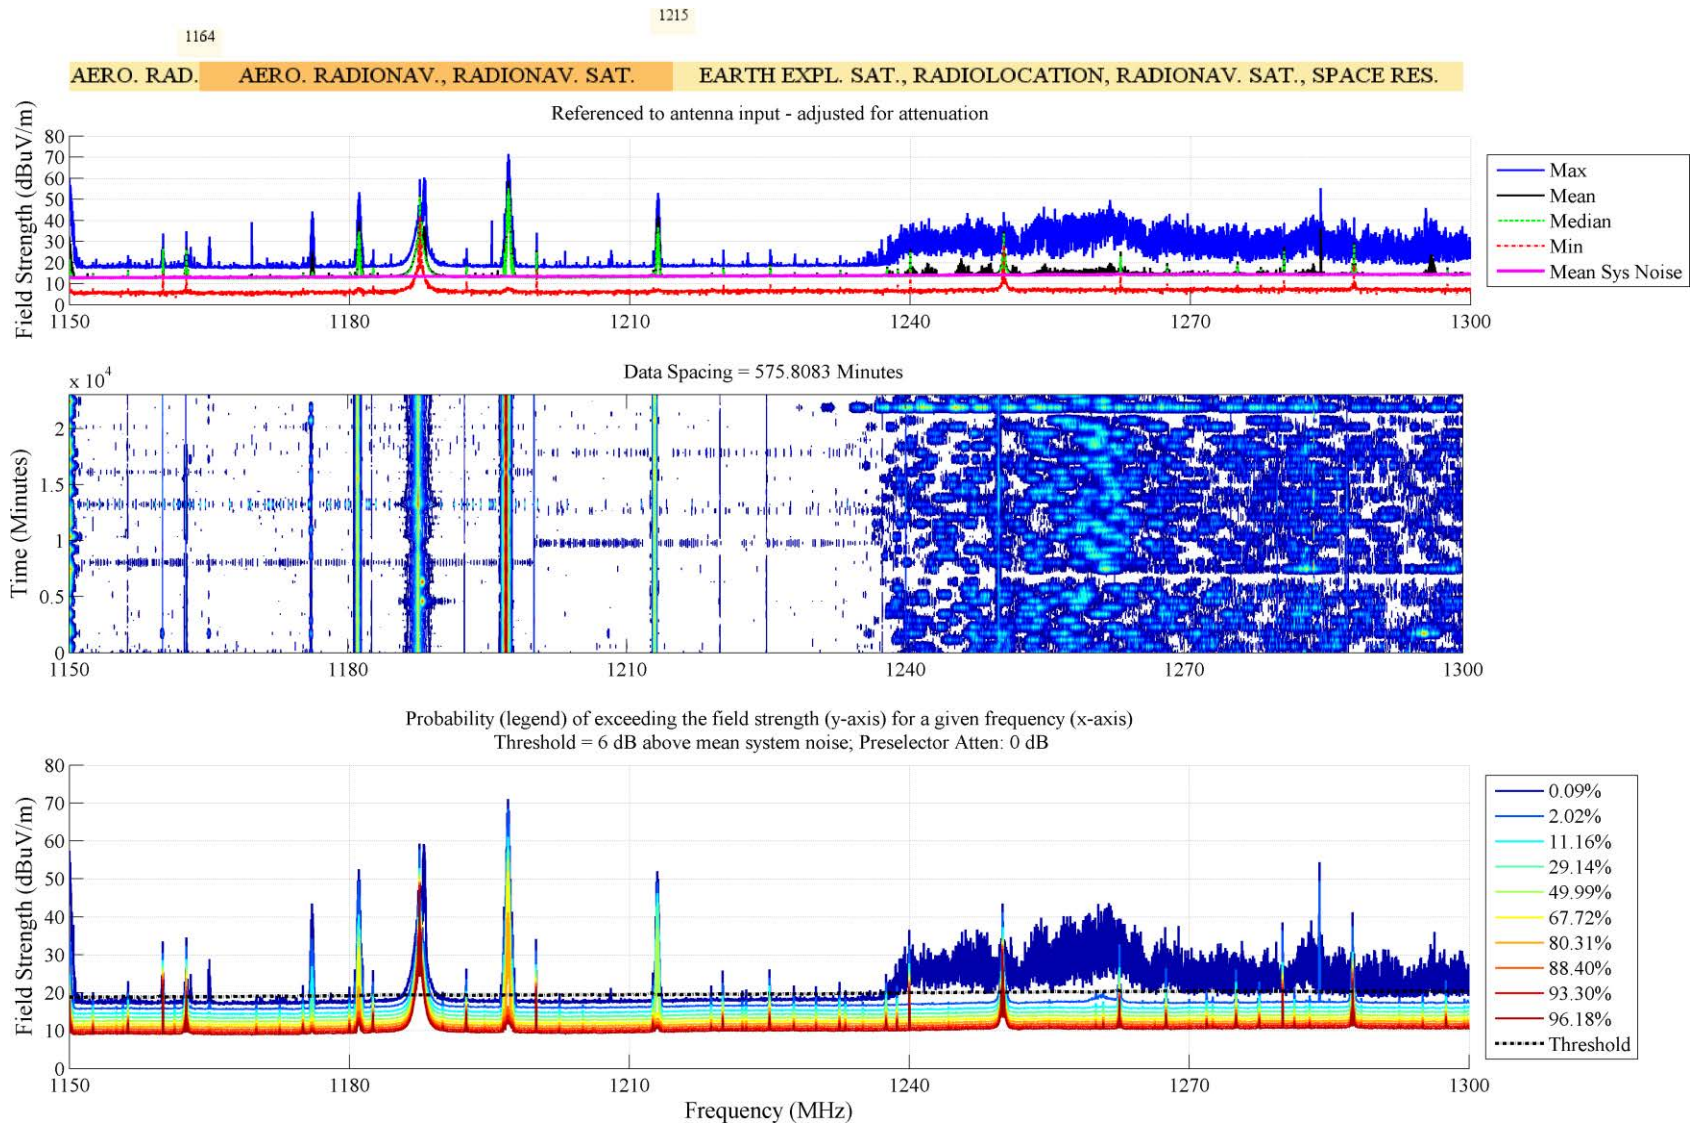 1164
1215
AERO. RAD.
AERO. RADIONAV., RADIONAV. SAT.
EARTH EXPL. SAT., RADIOLOCATION, RADIONAV. SAT., SPACE RES.
Referenced to antenna input - adjusted for attenuation
Field Strength (dBuV/m)
80
70
60
50
40
30
20
10
0
1150
1180
1210
1240
1270
1300
Max
Mean
Median
Min
Mean Sys Noise
Data Spacing = 575.8083 Minutes
x 10^4
Time (Minutes)
2
1.5
1
0.5
0
1150
1180
1210
1240
1270
1300
Probability (legend) of exceeding the field strength (y-axis) for a given frequency (x-axis)
Threshold = 6 dB above mean system noise; Preselector Atten: 0 dB
Field Strength (dBuV/m)
80
70
60
50
40
30
20
10
0
1150
1180
1210
1240
1270
1300
Frequency (MHz)
0.09%
2.02%
11.16%
29.14%
49.99%
67.72%
80.31%
88.40%
93.30%
96.18%
Threshold